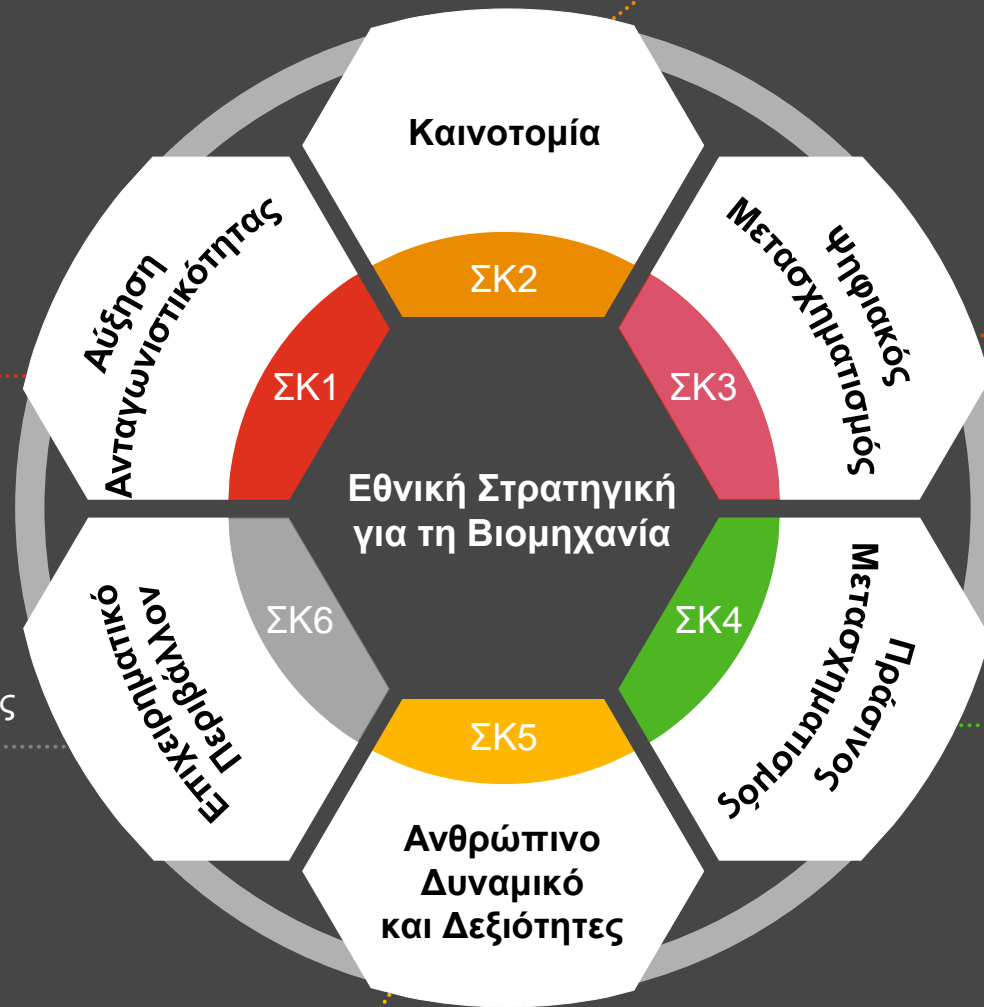 Καινοτομία
ΣΚ2
Αύξηση
Ανταγωνιστικότητας
ΣΚ1
Ψηφιακός
Μετασχηματισμός
ΣΚ3
Εθνική Στρατηγική
για τη Βιομηχανία
Επιχειρηματικό
Περιβάλλον
ΣΚ6
Πράσινος
Μετασχηματισμός
ΣΚ4
ς
ΣΚ5
Ανθρώπινο
Δυναμικό
και Δεξιότητες